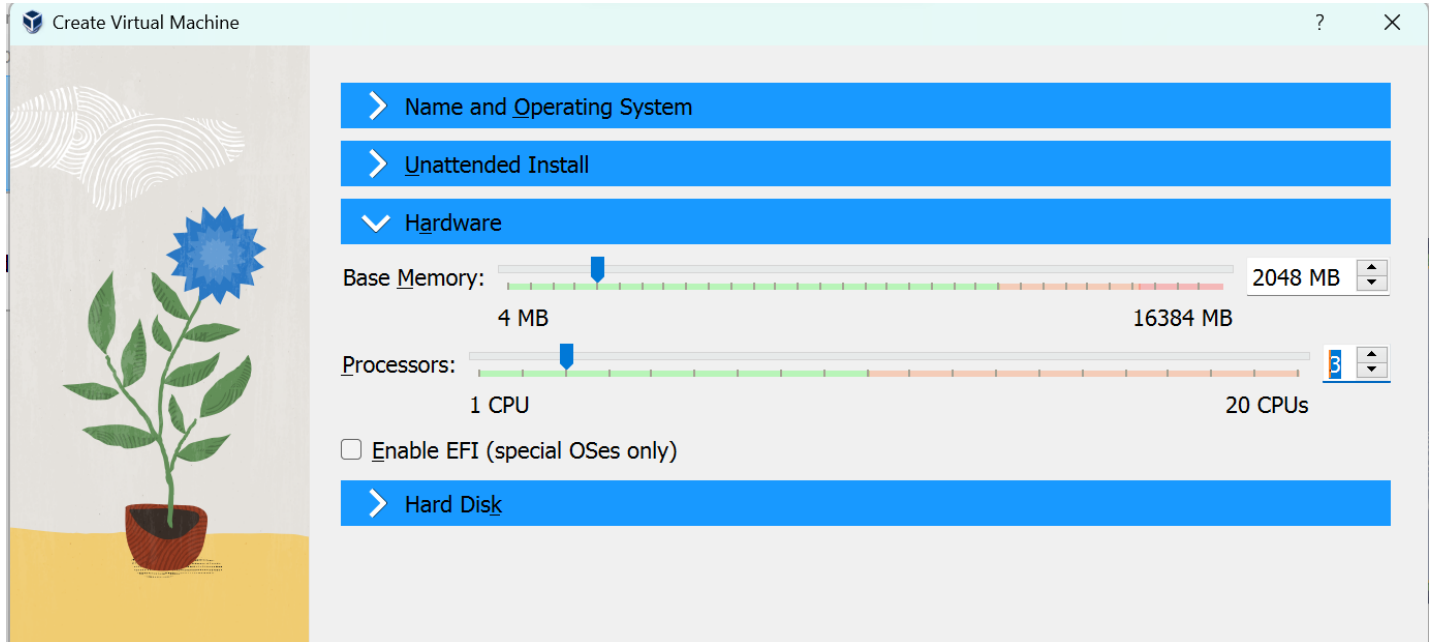 Create Virtual Machine
?
Name and Operating System
Unattended Install
Hardware
Base Memory:
2048 MB
4 MB
16384 MB
Processors:
3
1 CPU
20 CPUs
Enable EFI (special OSes only)
Hard Disk